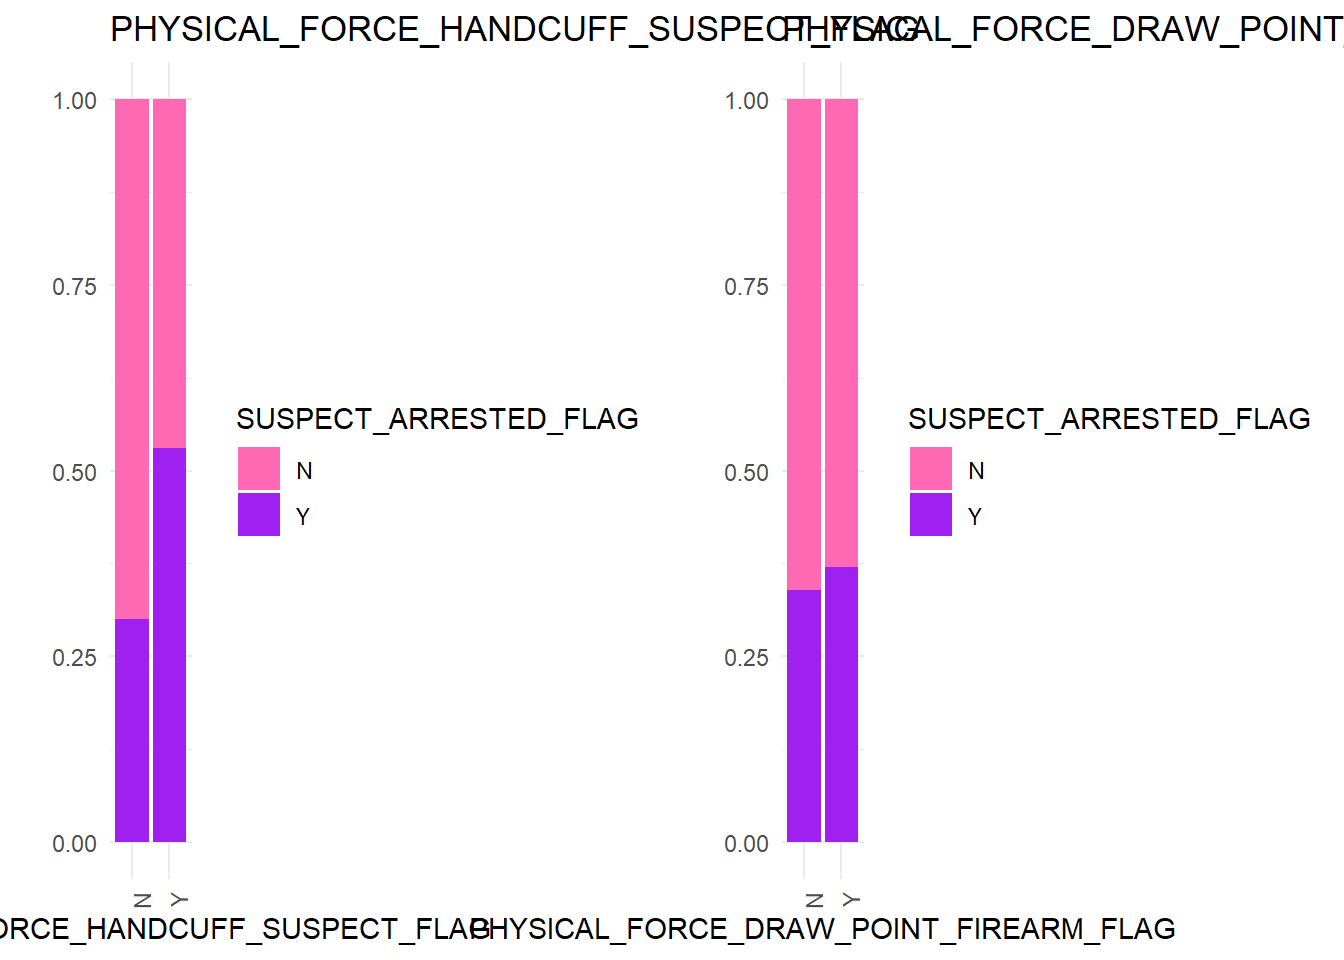 PHYSICAL_FORCE_HANDCUFF_SUSPECT_FLAG
1.00
0.75
0.50
0.25
0.00
N
Y
ORCE_HANDCUFF_SUSPECT_FLAG
SUSPECT_ARRESTED_FLAG
N
Y
PHYSICAL_FORCE_DRAW_POINT_
1.00
0.75
0.50
0.25
0.00
N
Y
PHYSICAL_FORCE_DRAW_POINT_FIREARM_FLAG
SUSPECT_ARRESTED_FLAG
N
Y